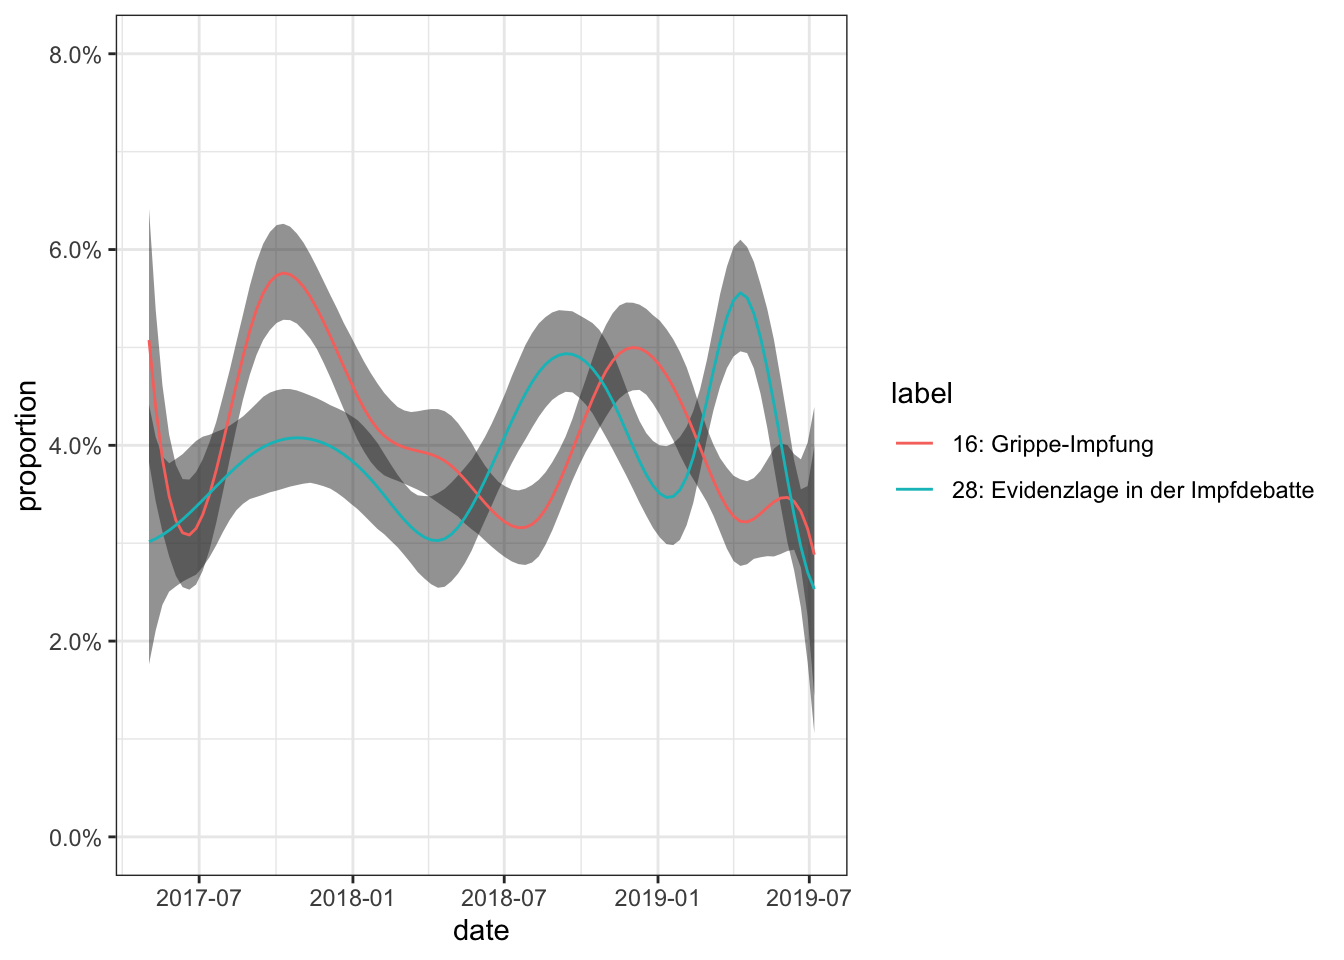 8.0%
6.0%
4.0%
2.0%
0.0%
proportion
2017-07
2018-01
2018-07
2019-01
2019-07
date
label
16: Grippe-Impfung
28: Evidenzlage in der Impfdebatte